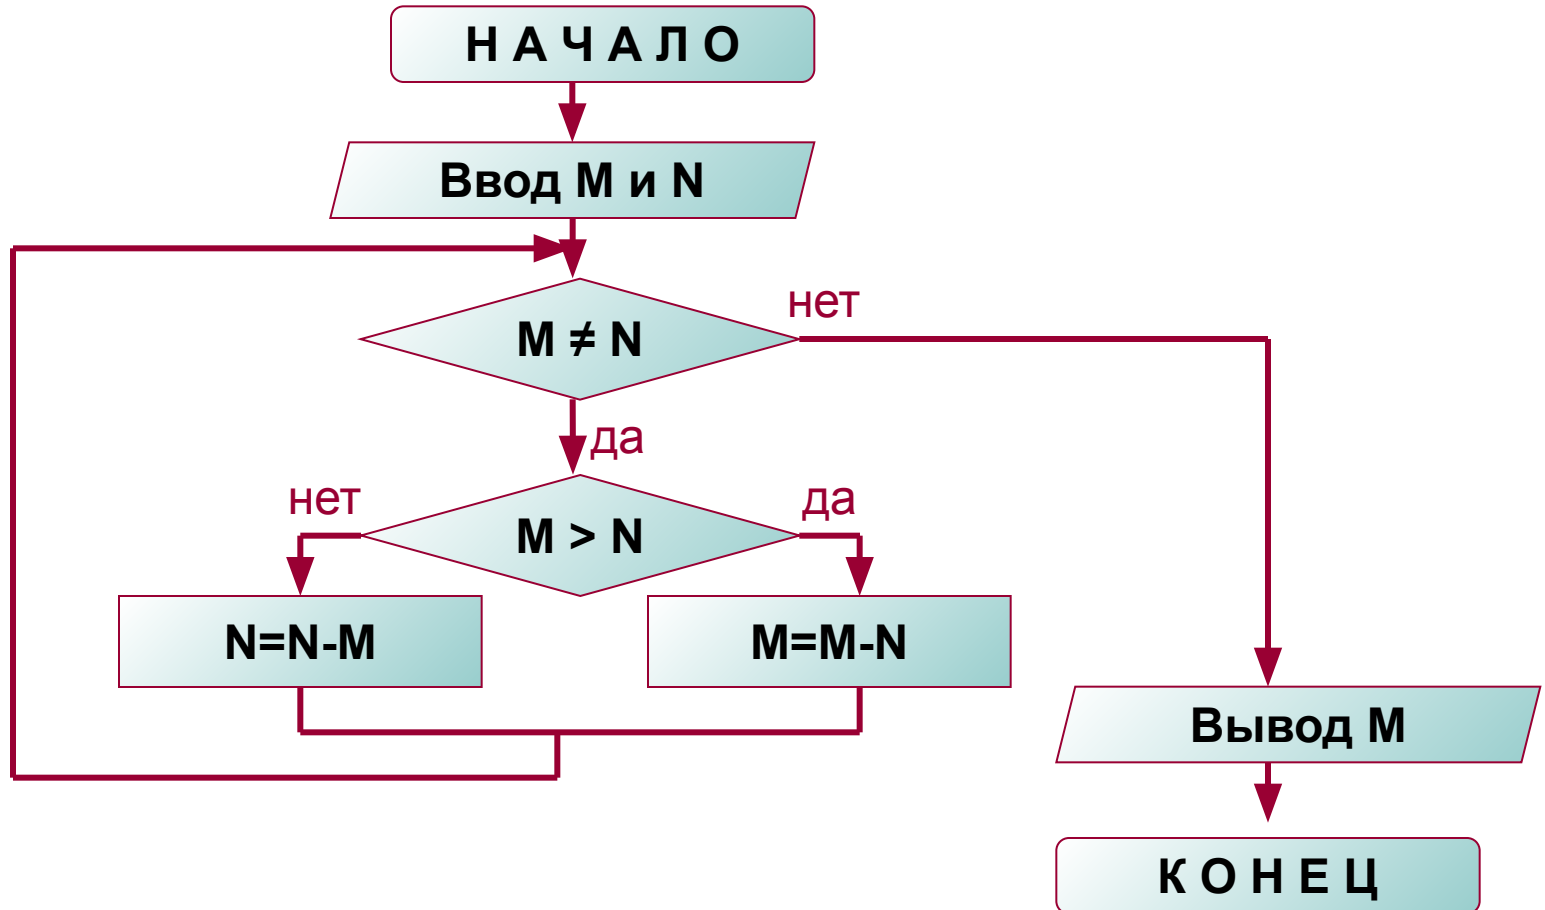 Н А Ч А Л О
Ввод M и N
M ≠ N
нет
да
M > N
нет
да
N=N-M
M=M-N
Вывод M
К О Н Е Ц